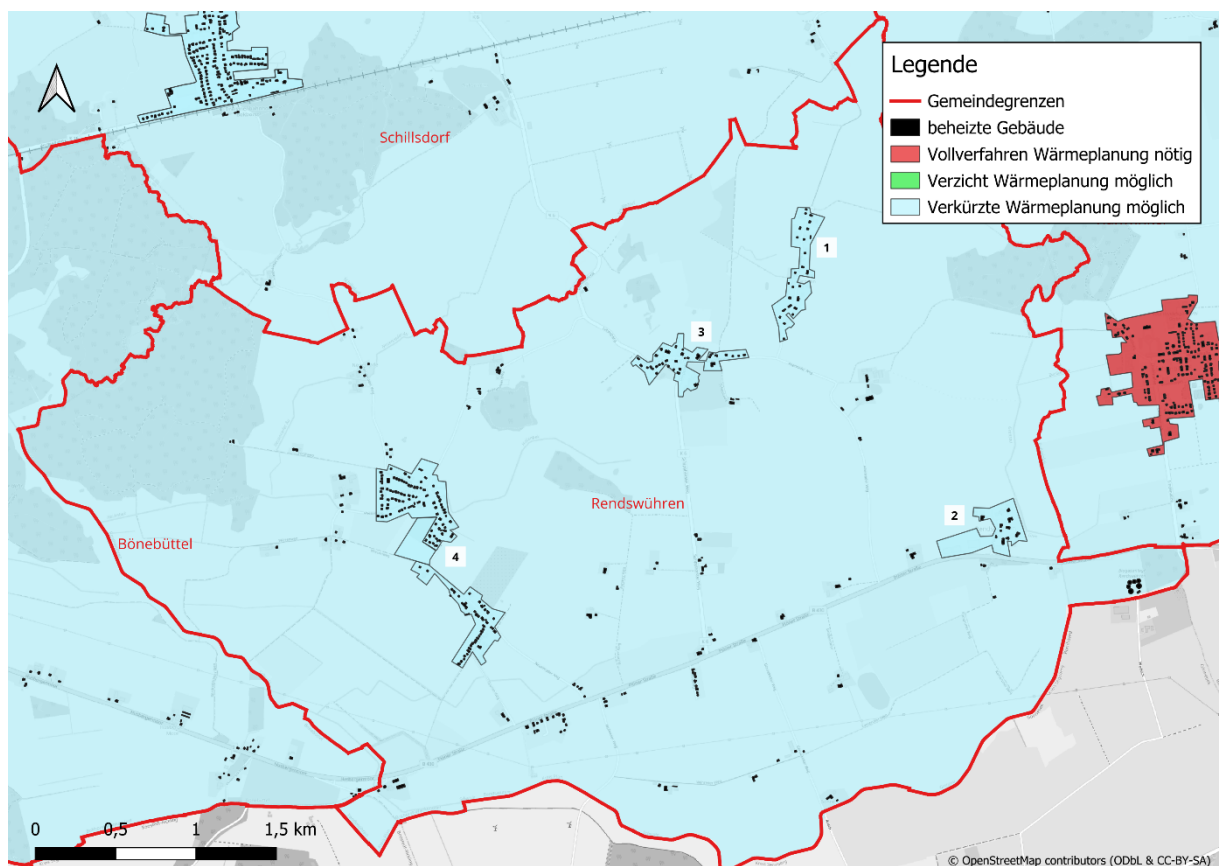 Legende
Gemeindegrenzen
beheizte Gebäude
Vollverfahren Wärmeplanung nötig
Verzicht Wärmeplanung möglich
Verkürzte Wärmeplanung möglich
Schillsdorf
1
3
Rendswühren
2
Bönebüttel
4
0 0,5 1 1,5 km
© OpenStreetMap contributors (ODbL & CC-BY-SA)